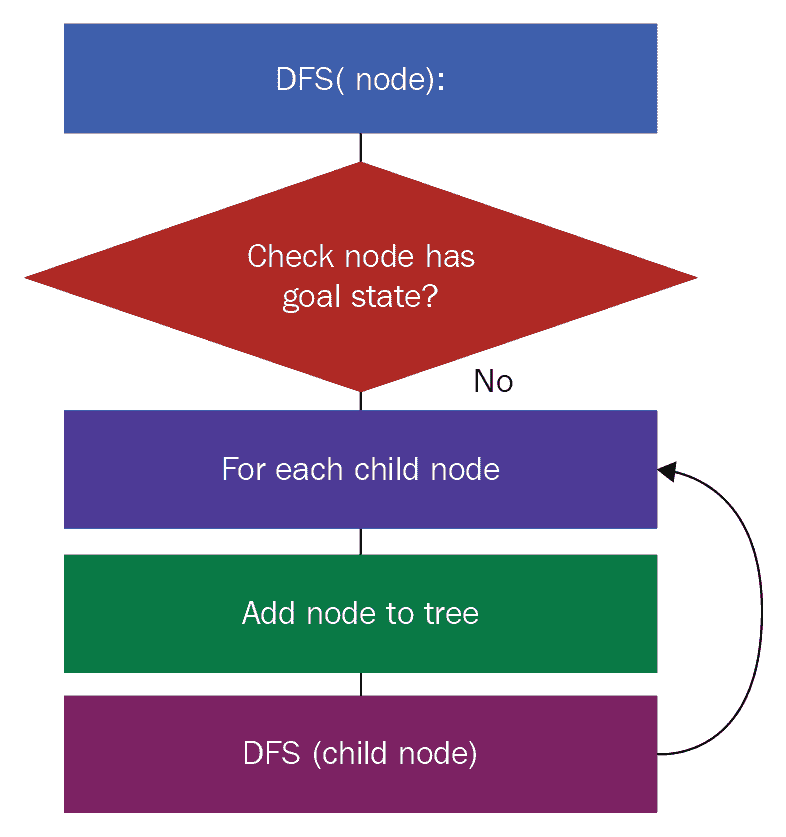 DFS( node):
Check node has
goal state?
No
For each child node
Add node to tree
DFS (child node)